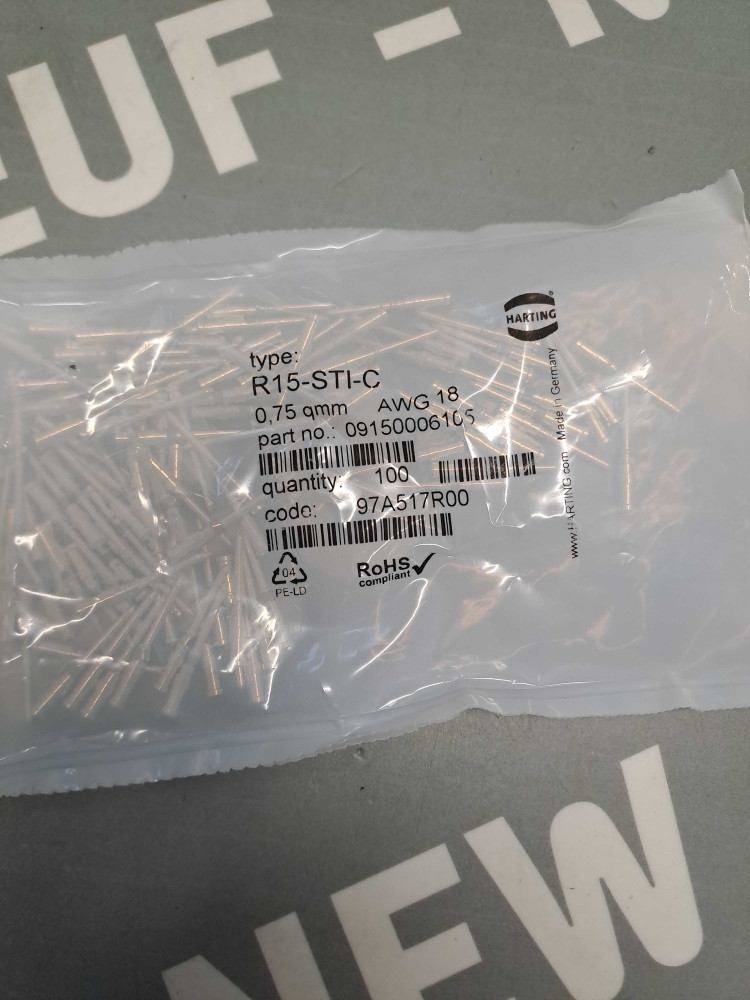 EUF - N
HARTING
type:
R15-STI-C
0,75 qmm AWG 18
part no.: 09150006105
quantity: 100
code: 97A517R00
04
PE-LD
RoHS
compliant
www.HARTING.com - Made in Germany
NEW